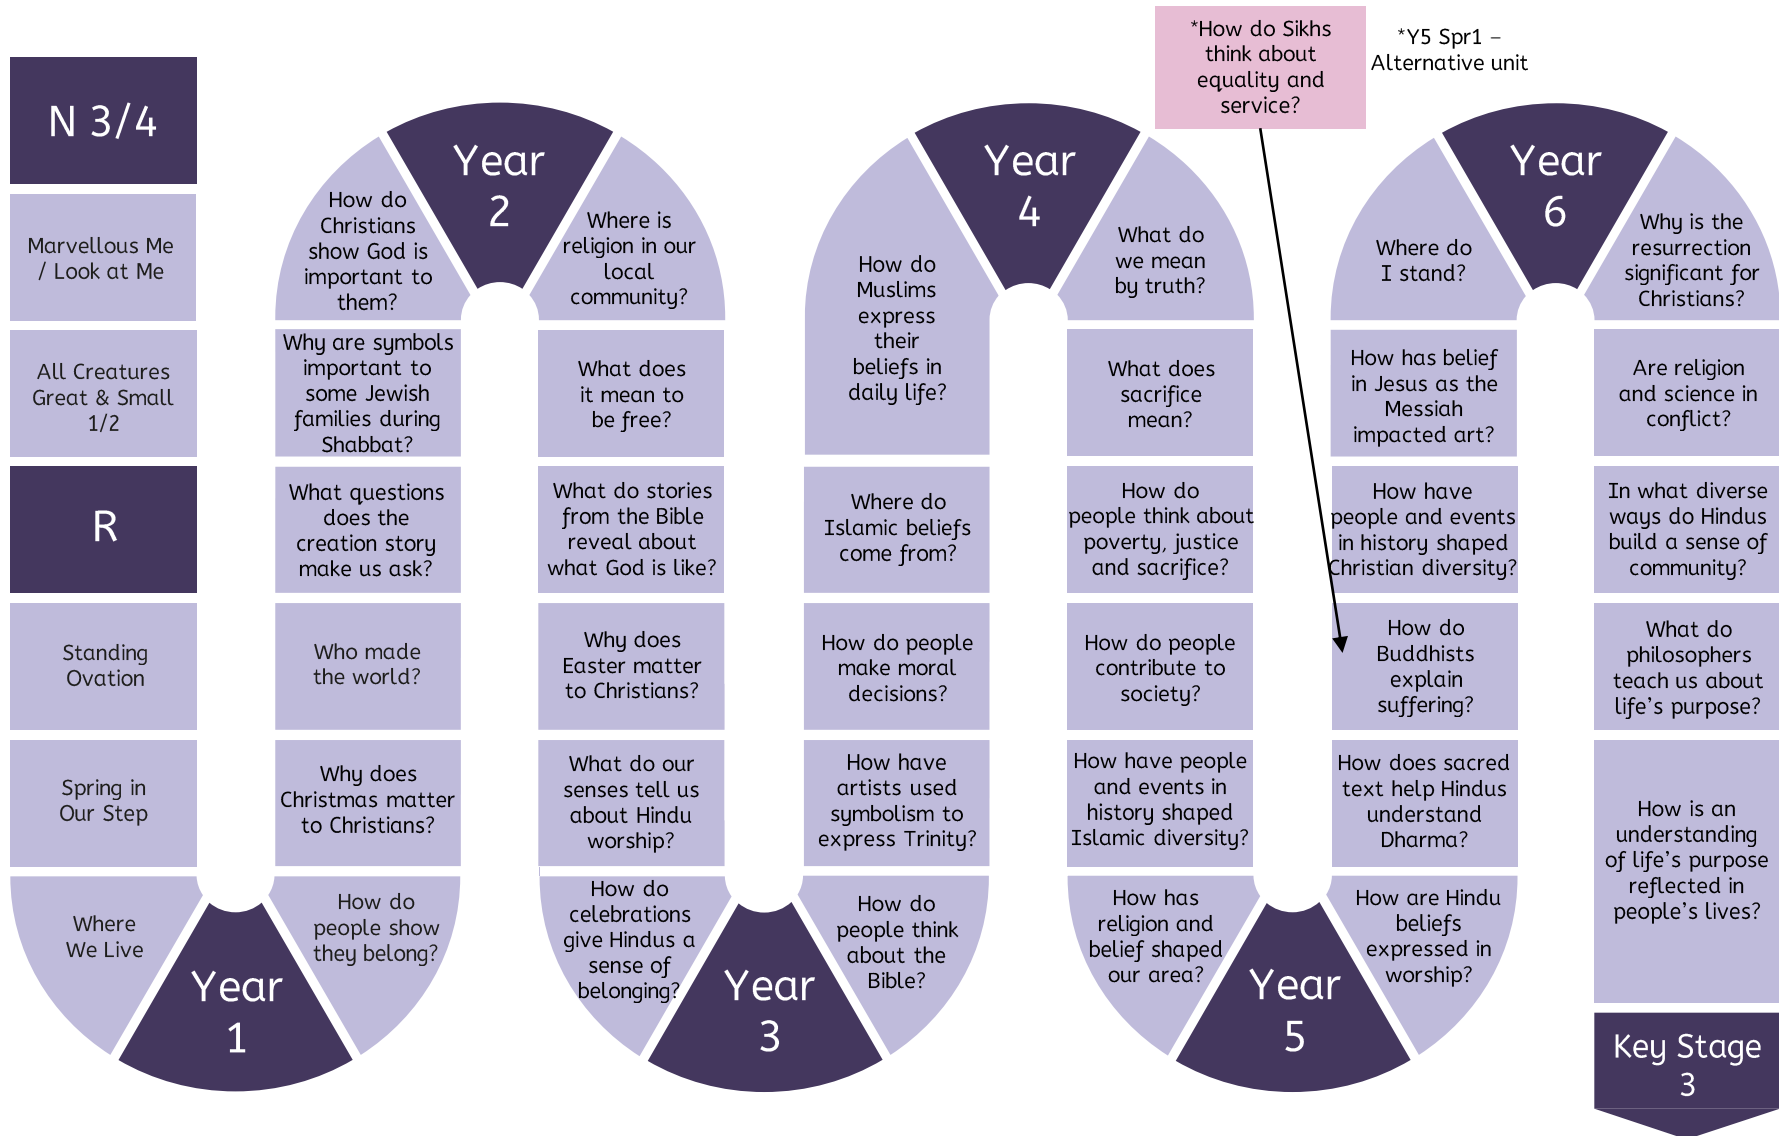 N 3/4
Marvellous Me
/ Look at Me
All Creatures
Great & Small
1/2
R
Standing
Ovation
Spring in
Our Step
Where
We Live
Year
1
How do
people show
they belong?
Why does
Christmas matter
to Christians?
Who made
the world?
What questions
does the
creation story
make us ask?
Why are symbols
important to
some Jewish
families during
Shabbat?
How do
Christians
show God is
important to
them?
Year
2
Where is
religion in our
local
community?
What does
it mean to
be free?
What do stories
from the Bible
reveal about
what God is like?
Why does
Easter matter
to Christians?
What do our
senses tell us
about Hindu
worship?
How do
celebrations
give Hindus a
sense of
belonging?
Year
3
How do
people think
about the
Bible?
How have
artists used
symbolism to
express Trinity?
How do people
make moral
decisions?
Where do
Islamic beliefs
come from?
How do
Muslims
express
their
beliefs in
daily life?
Year
4
What do
we mean
by truth?
What does
sacrifice
mean?
How do
people think about
poverty, justice
and sacrifice?
How do people
contribute to
society?
How have people
and events in
history shaped
Islamic diversity?
How has
religion and
belief shaped
our area?
Year
5
How are Hindu
beliefs
expressed in
worship?
How does sacred
text help Hindus
understand
Dharma?
How do
Buddhists
explain
suffering?
*How do Sikhs
think about
equality and
service?
*Y5 Spr1 –
Alternative unit
How have
people and events
in history shaped
Christian diversity?
How has belief
in Jesus as the
Messiah
impacted art?
Where do
I stand?
Year
6
Why is the
resurrection
significant for
Christians?
Are religion
and science in
conflict?
In what diverse
ways do Hindus
build a sense of
community?
What do
philosophers
teach us about
life’s purpose?
How is an
understanding
of life’s purpose
reflected in
people’s lives?
Key Stage
3